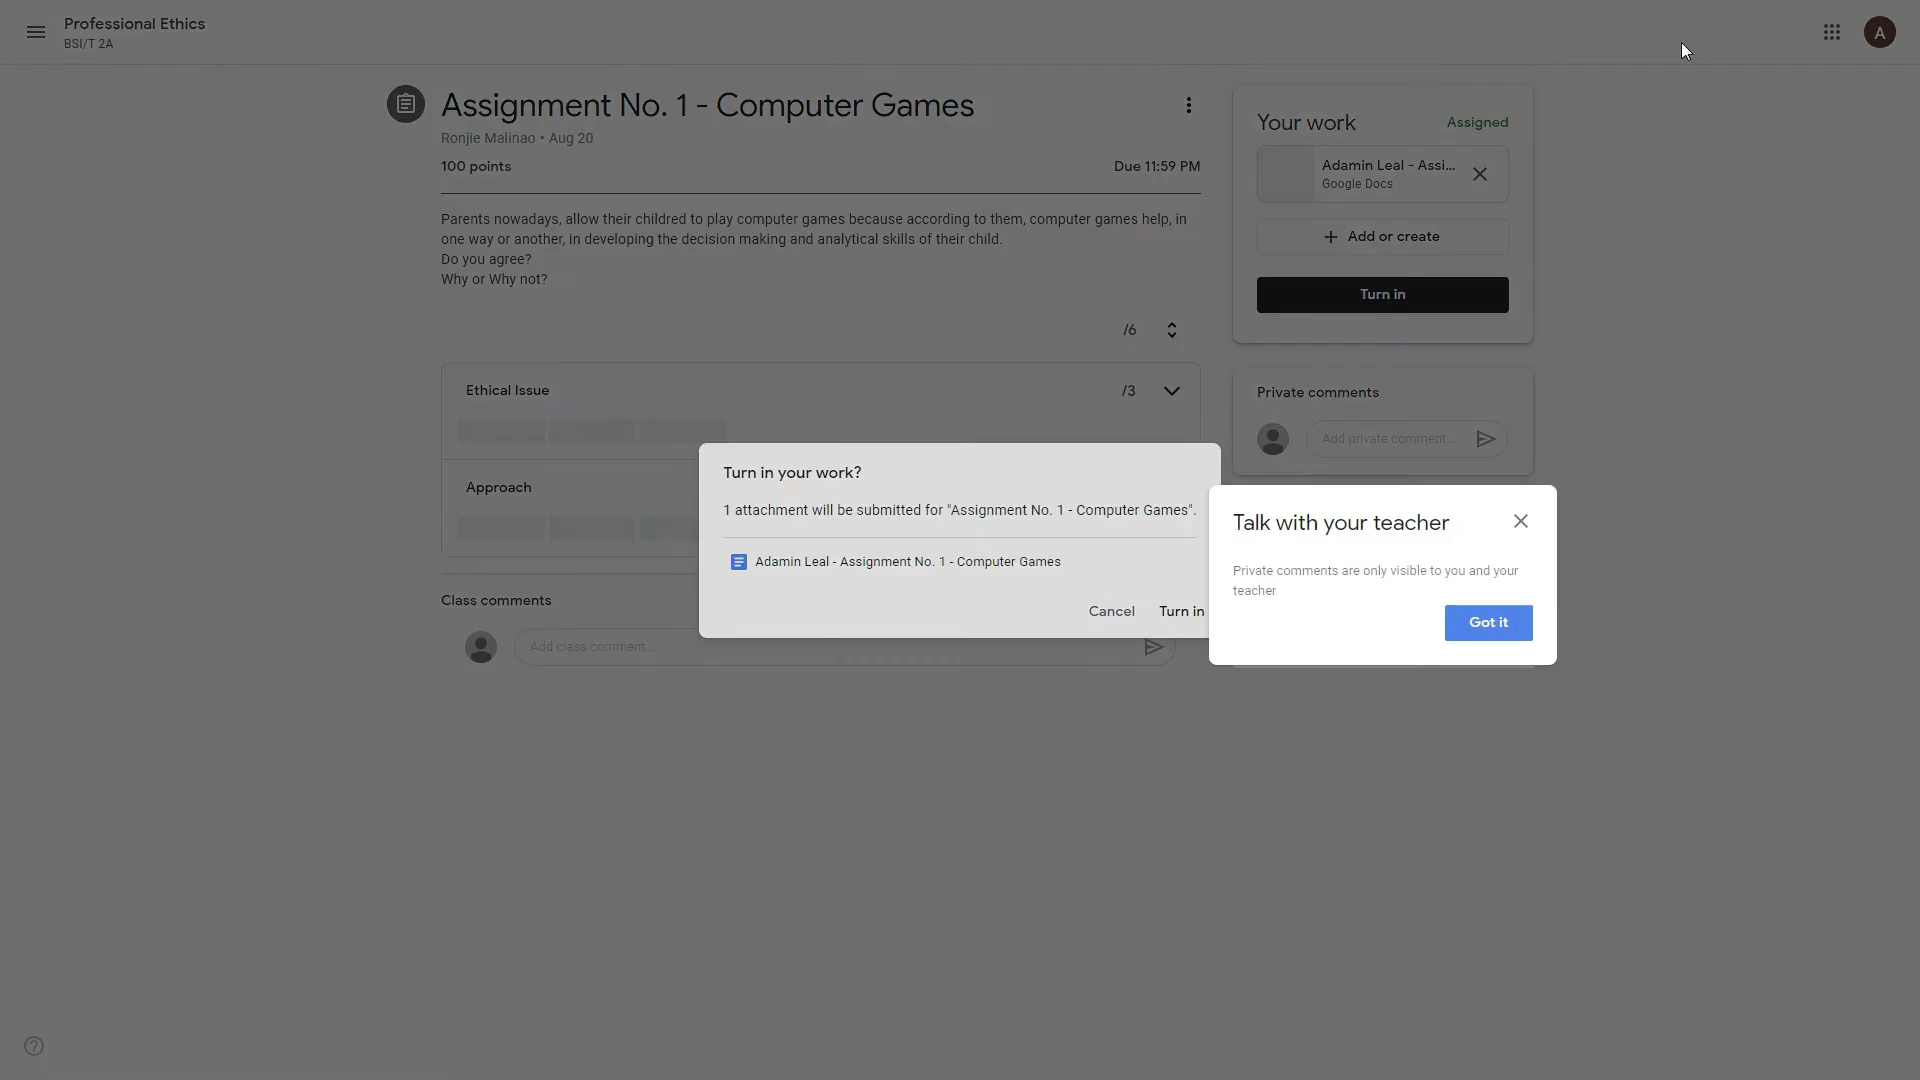 Professional Ethics
BSI/T 2A
A
Assignment No. 1 - Computer Games
Ronjie Malinao • Aug 20
100 points
Due 11:59 PM
Parents nowadays, allow their childred to play computer games because according to them, computer games help, in
one way or another, in developing the decision making and analytical skills of their child.
Do you agree?
Why or Why not?
/6
Ethical Issue
/3
Approach
Class comments
Add class comment...
Your work
Assigned
Adamin Leal - Assi...
Google Docs
+ Add or create
Turn in
Private comments
Add private comment...
Turn in your work?
1 attachment will be submitted for "Assignment No. 1 - Computer Games".
Adamin Leal - Assignment No. 1 - Computer Games
Cancel
Turn in
Talk with your teacher
Private comments are only visible to you and your
teacher
Got it